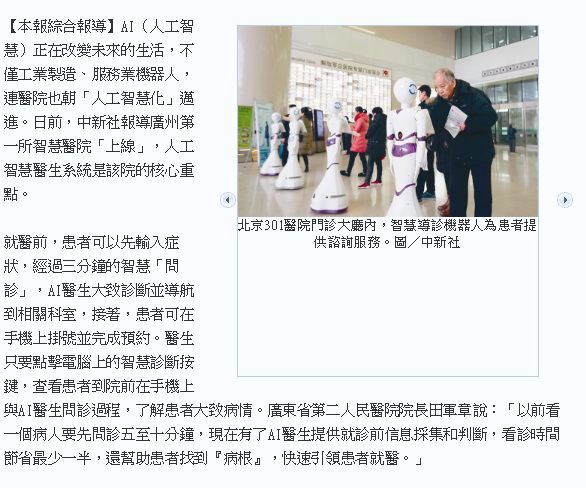 【本報綜合報導】AI（人工智
慧）正在改變未來的生活，不
僅工業製造、服務業機器人，
連醫院也朝「人工智慧化」邁
進。日前，中新社報導廣州第
一所智慧醫院「上線」，人工
智慧醫生系統是該院的核心重
點。
北京301醫院門診大廳內，智慧導診機器人為患者提
供諮詢服務。圖／中新社
就醫前，患者可以先輸入症
狀，經過三分鐘的智慧「問
診」，AI醫生大致診斷並導航
到相關科室，接著，患者可在
手機上掛號並完成預約。醫生
只要點擊電腦上的智慧診斷按
鍵，查看患者到院前在手機上
與AI醫生問診過程，了解患者大致病情。廣東省第二人民醫院院長田軍章說：「以前看
一個病人要先問診五至十分鐘，現在有了AI醫生提供就診前信息採集和判斷，看診時間
節省最少一半，還幫助患者找到『病根』，快速引領患者就醫。」